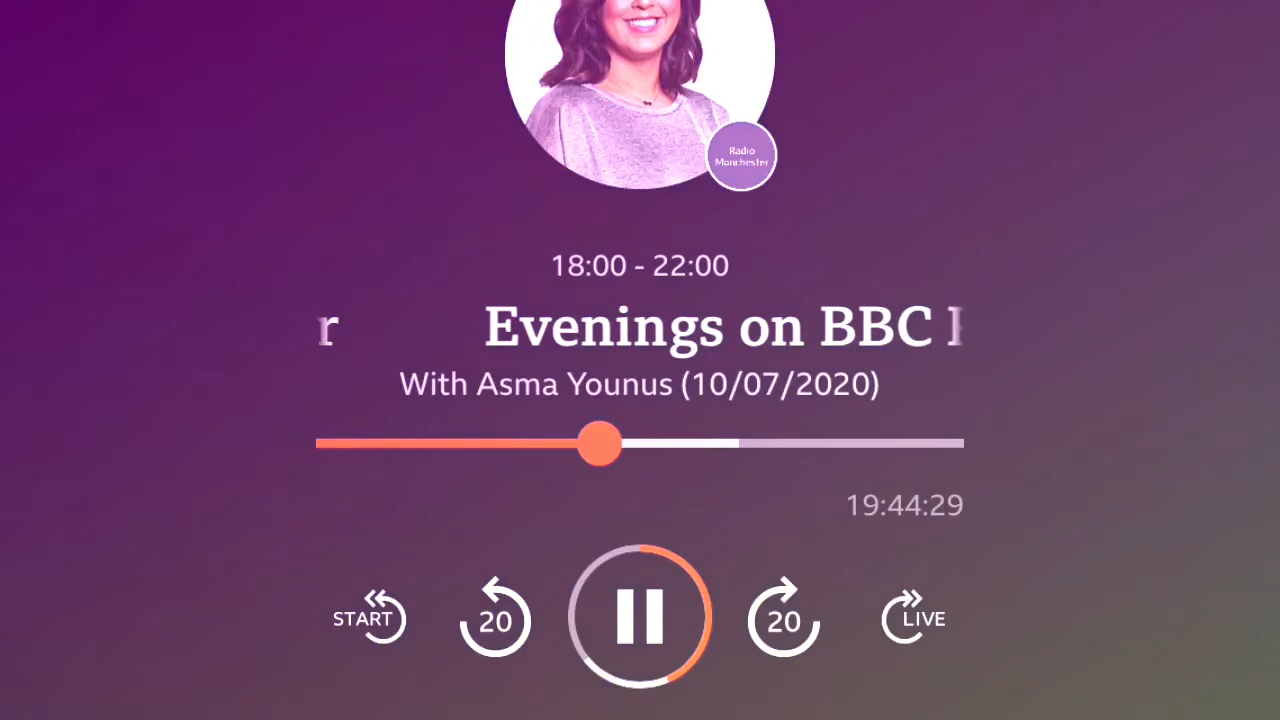 Radio
Manchester
18:00 - 22:00
r Evenings on BBC
With Asma Younus (10/07/2020)
19:44:29
START 20 20 LIVE